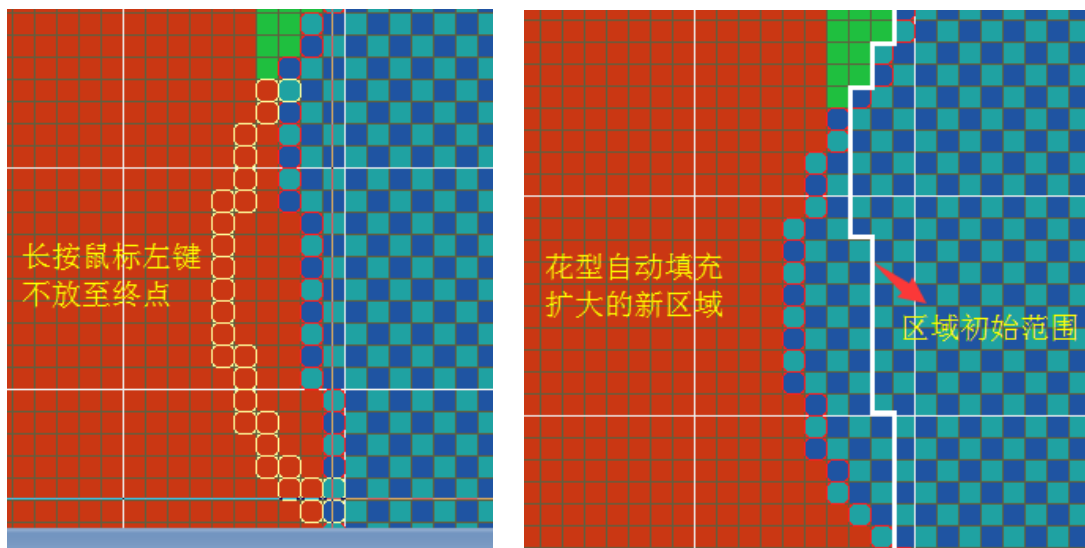 长按鼠标左键
不放至终点
花型自动填充
扩大的新区域
区域初始范围